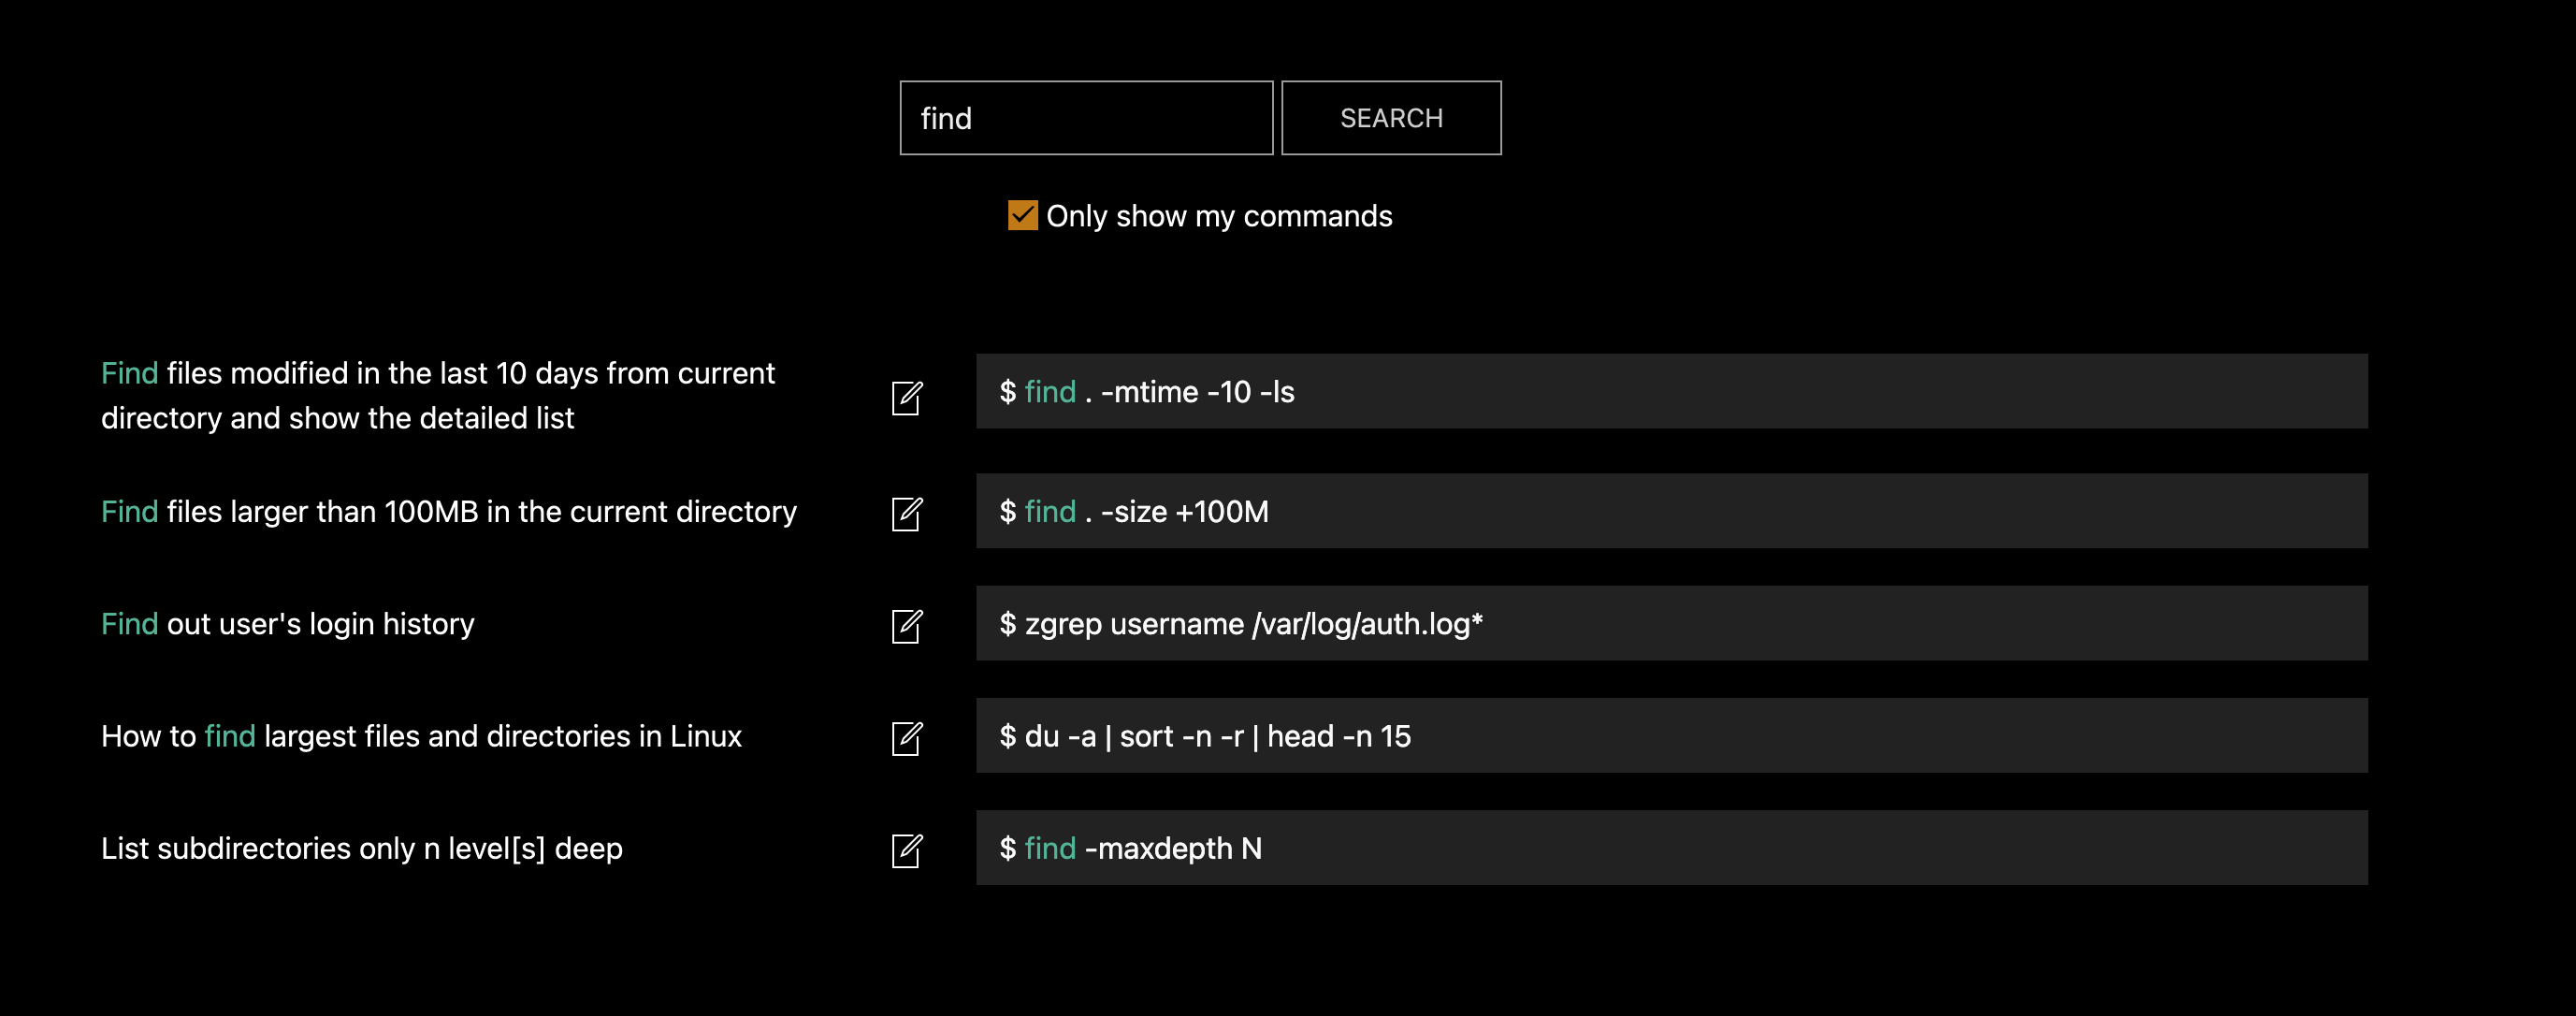 find
SEARCH
Only show my commands
Find files modified in the last 10 days from current
directory and show the detailed list
$ find . -mtime -10 -ls
Find files larger than 100MB in the current directory
$ find . -size +100M
Find out user's login history
$ zgrep username /var/log/auth.log*
How to find largest files and directories in Linux
$ du -a | sort -n -r | head -n 15
List subdirectories only n level[s] deep
$ find -maxdepth N